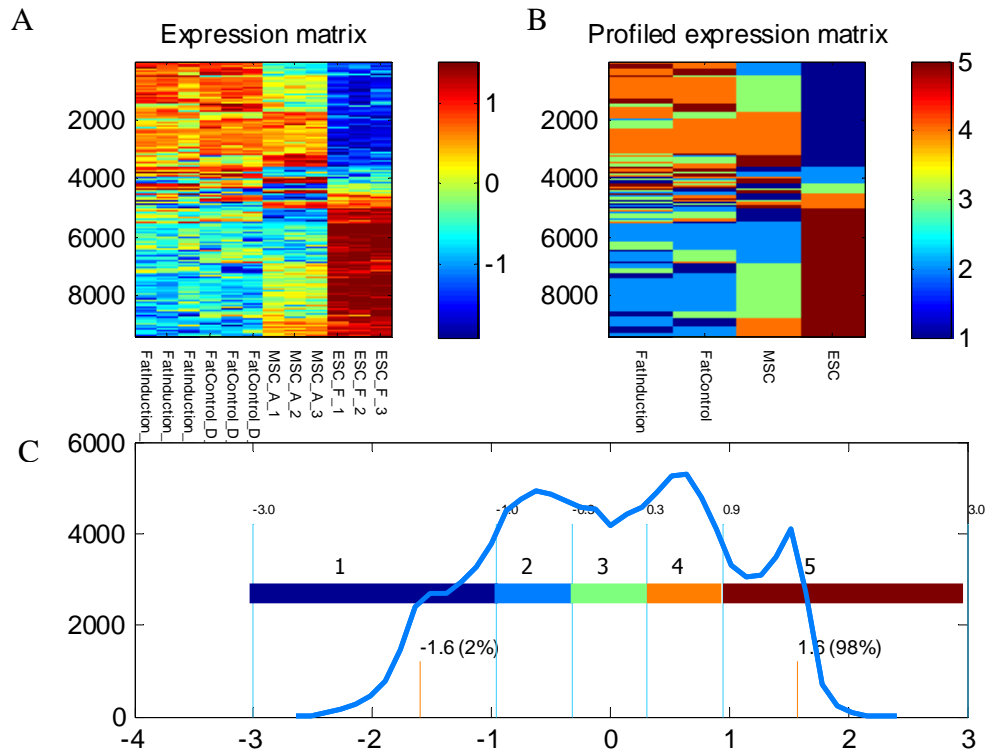 A
Expression matrix
B
Profiled expression matrix
2000
4000
6000
8000
1
0
-1
2000
4000
6000
8000
5
4
3
2
1
FatInduction_
FatInduction_
FatInduction_
FatControl_D
FatControl_D
FatControl_D
MSC_A_1
MSC_A_2
MSC_A_3
ESC_F_1
ESC_F_2
ESC_F_3
FatInduction
FatControl
MSC
ESC
C
6000
4000
2000
0
-3.0
-1.0
-0.3
0.3
0.9
3.0
1
2
3
4
5
-1.6 (2%)
1.6 (98%)
-4
-3
-2
-1
0
1
2
3